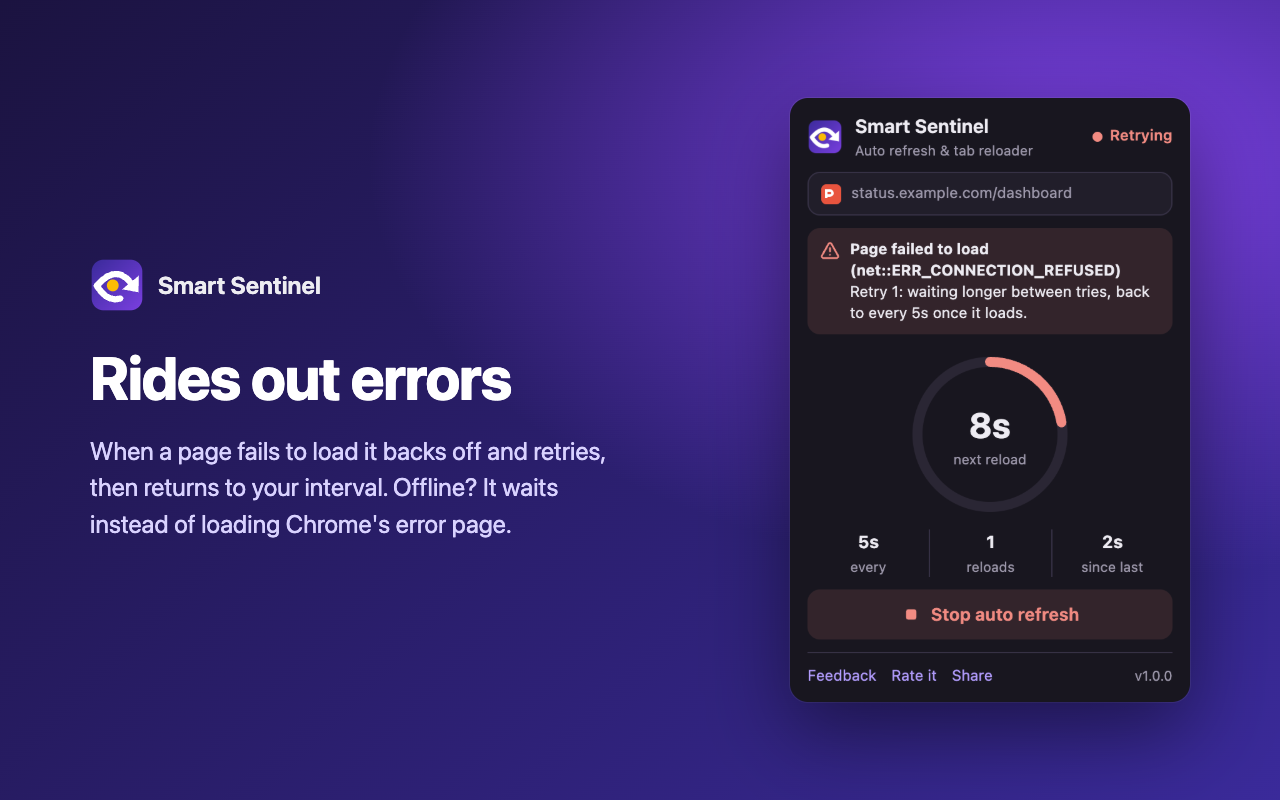 Smart Sentinel
Rides out errors
When a page fails to load it backs off and retries,
then returns to your interval. Offline? It waits
instead of loading Chrome's error page.
Smart Sentinel
Auto refresh & tab reloader
Retrying
P
status.example.com/dashboard
Page failed to load
(net::ERR_CONNECTION_REFUSED)
Retry 1: waiting longer between tries, back
to every 5s once it loads.
8s
next reload
5s
every
1
reloads
2s
since last
Stop auto refresh
Feedback
Rate it
Share
v1.0.0